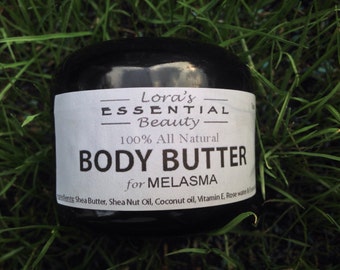 Lora's
ESSENTIAL
Beauty
100% All Natural
BODY BUTTER
for MELASMA
Shea Butter, Shea Nut Oil, Coconut oil, Vitamin E, Rose water